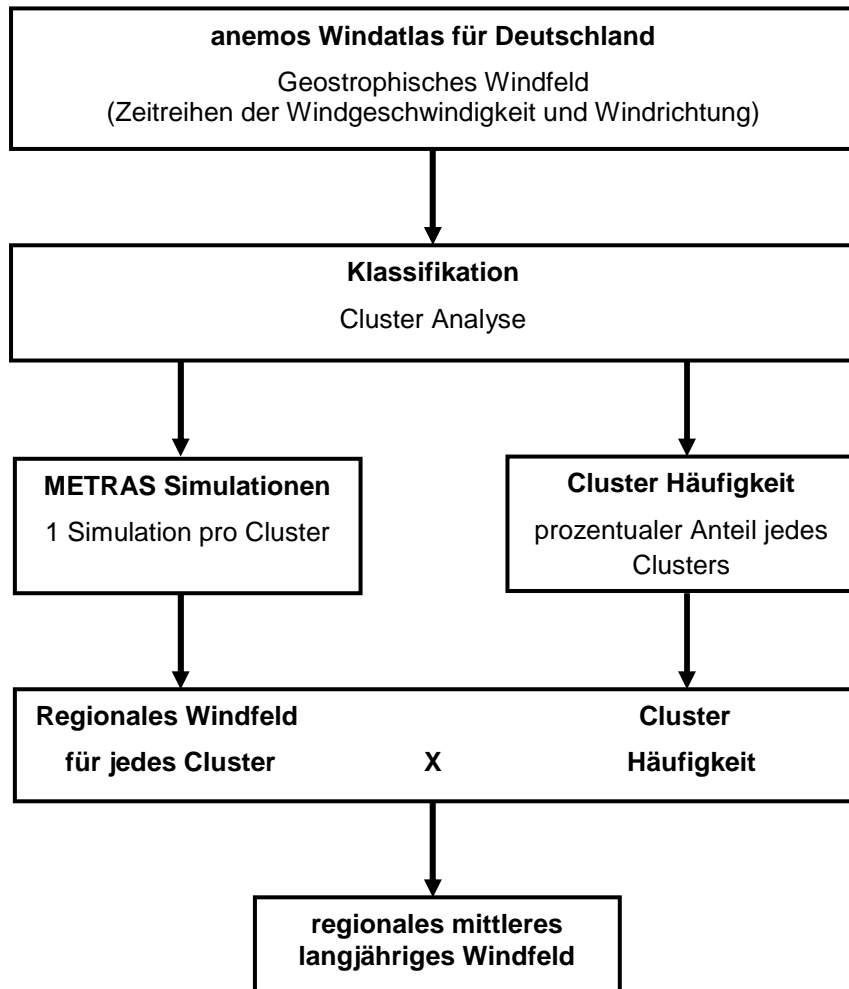 anemos Windatlas für Deutschland
Geostrophisches Windfeld
(Zeitreihen der Windgeschwindigkeit und Windrichtung)
Klassifikation
Cluster Analyse
METRAS Simulationen
1 Simulation pro Cluster
Cluster Häufigkeit
prozentualer Anteil jedes
Clusters
Regionales Windfeld Cluster
für jedes Cluster X Häufigkeit
regionales mittleres
langjähriges Windfeld